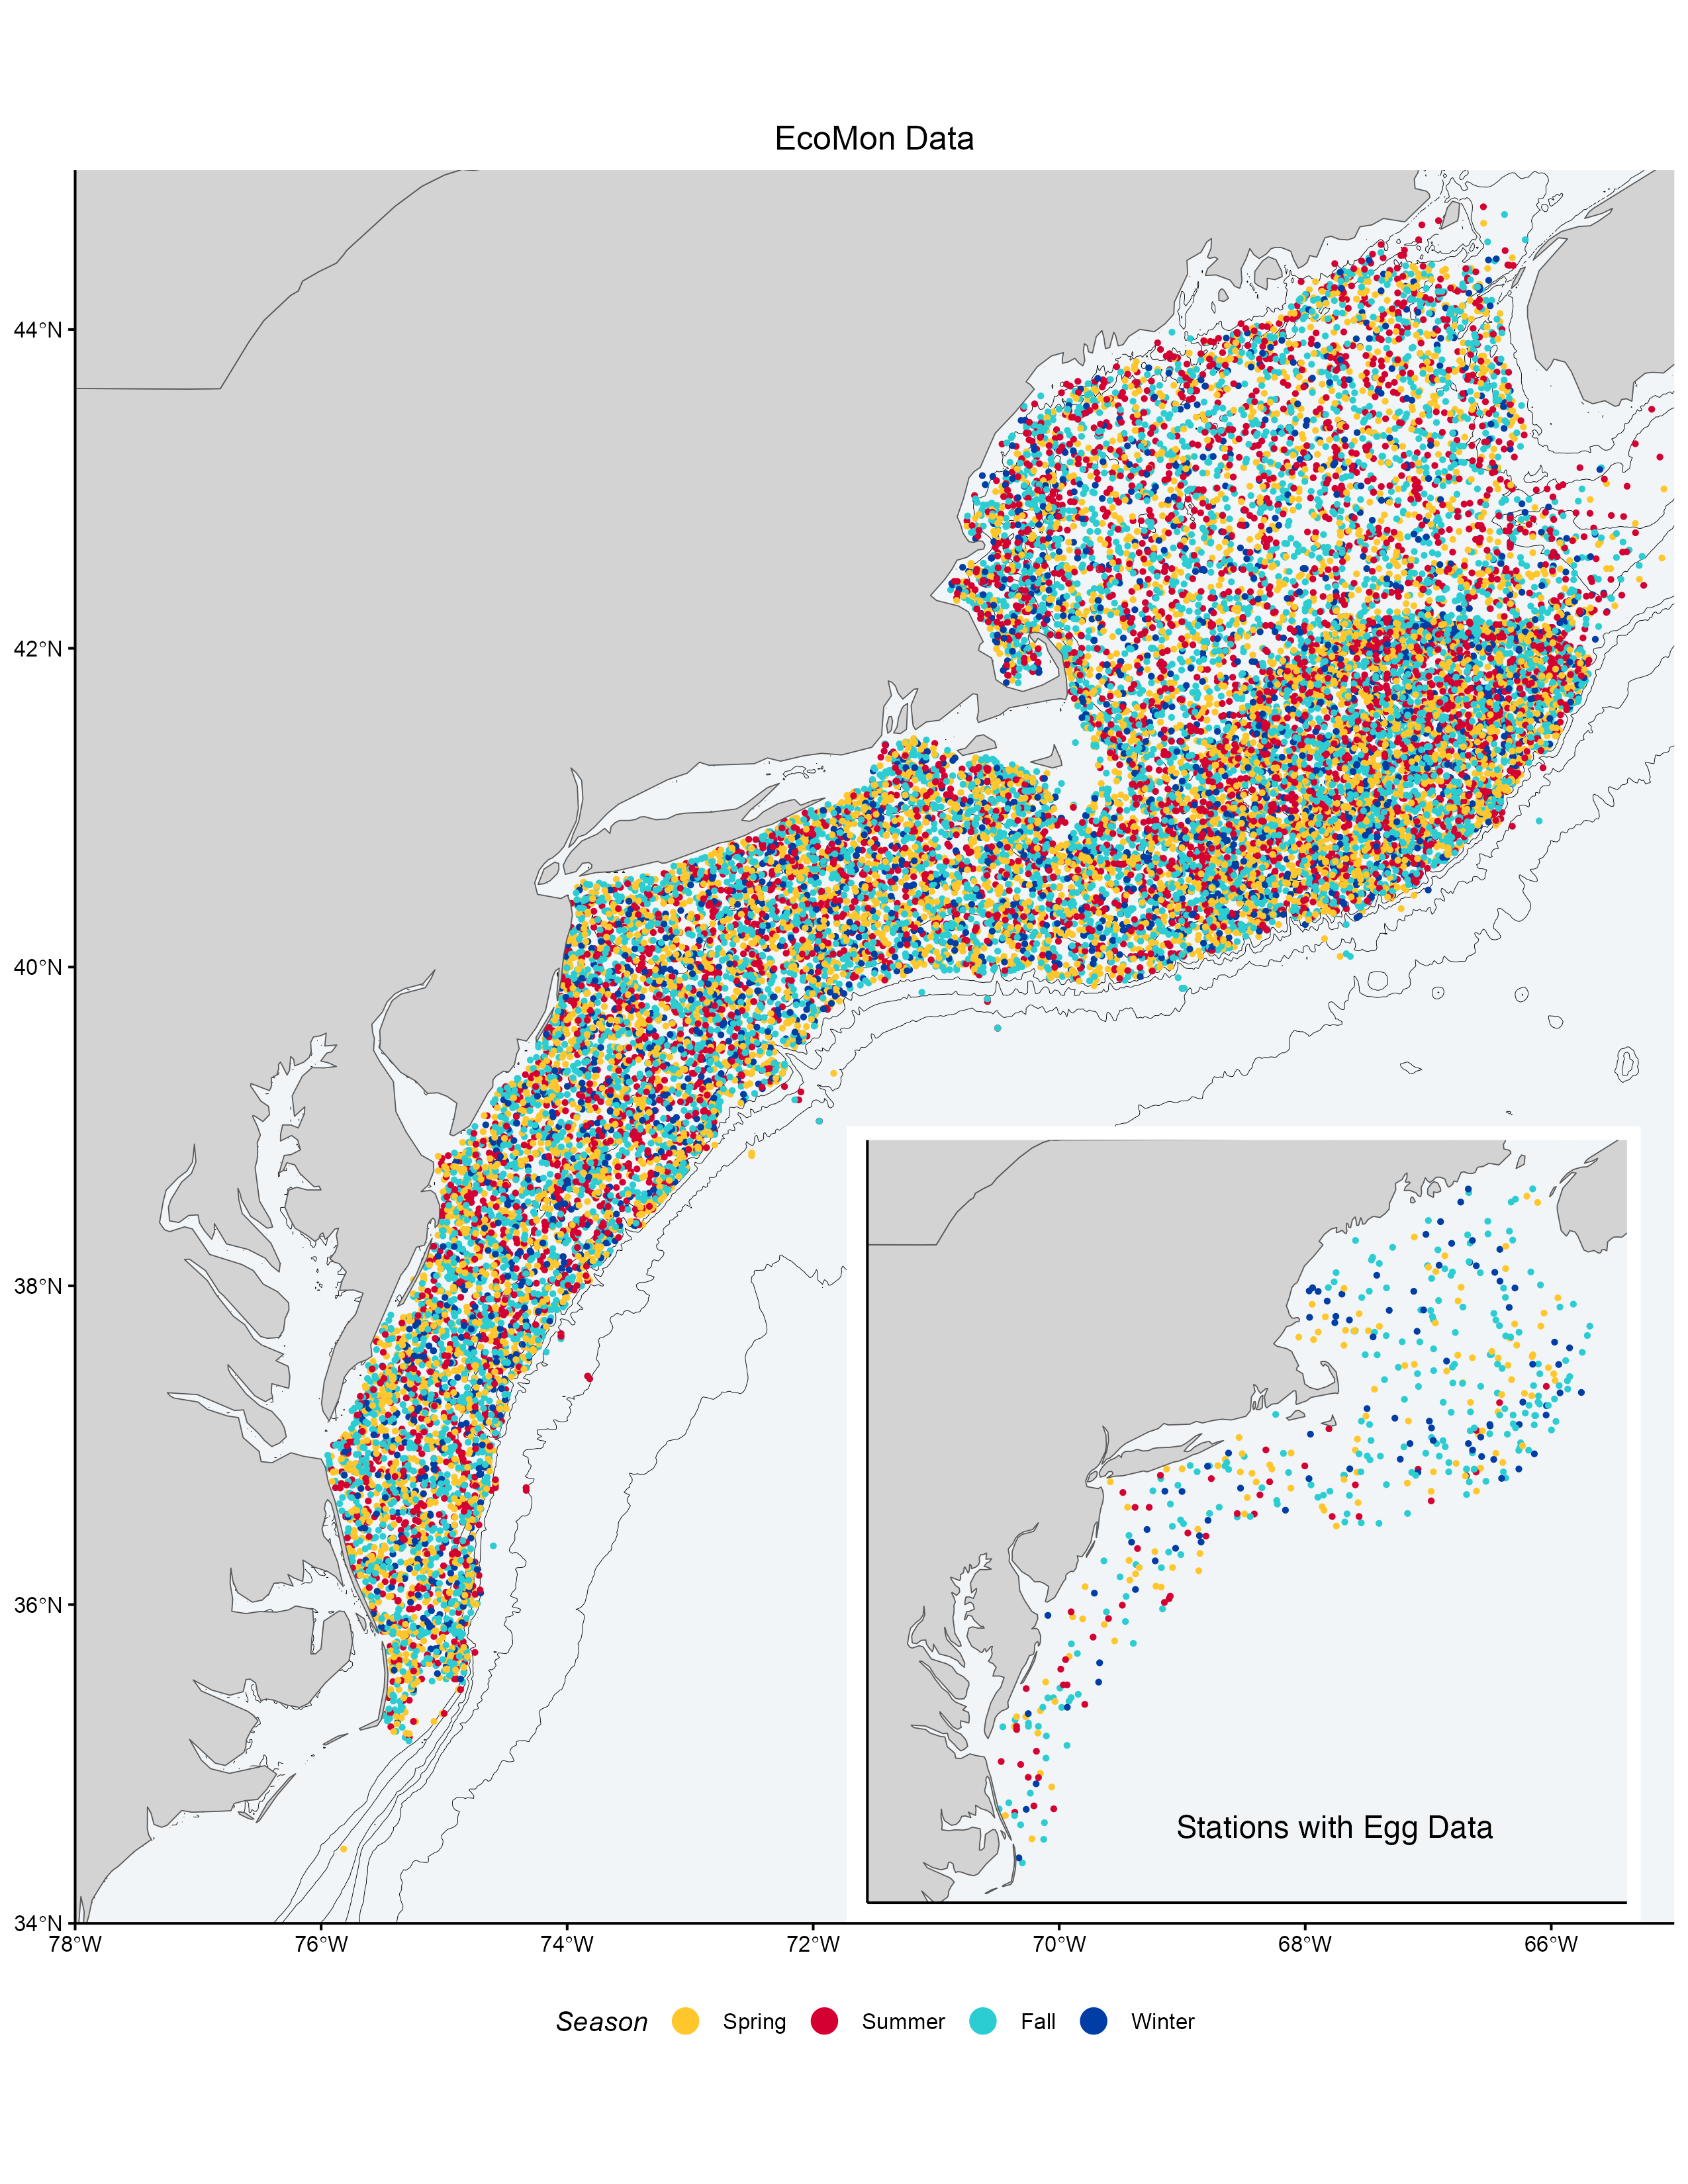 EcoMon Data
44°N
42°N
40°N
38°N
36°N
34°N
Stations with Egg Data
78°W 76°W 74°W 72°W 70°W 68°W 66°W
Season Spring Summer Fall Winter